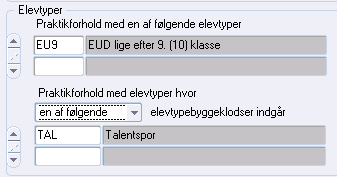 Elevtyper
Praktikforhold med en af følgende elevtyper
EU9 EUD lige efter 9. (10) klasse
Praktikforhold med elevtyper hvor
en af følgende elevtypebyggeklodser indgår
TAL Talentspor